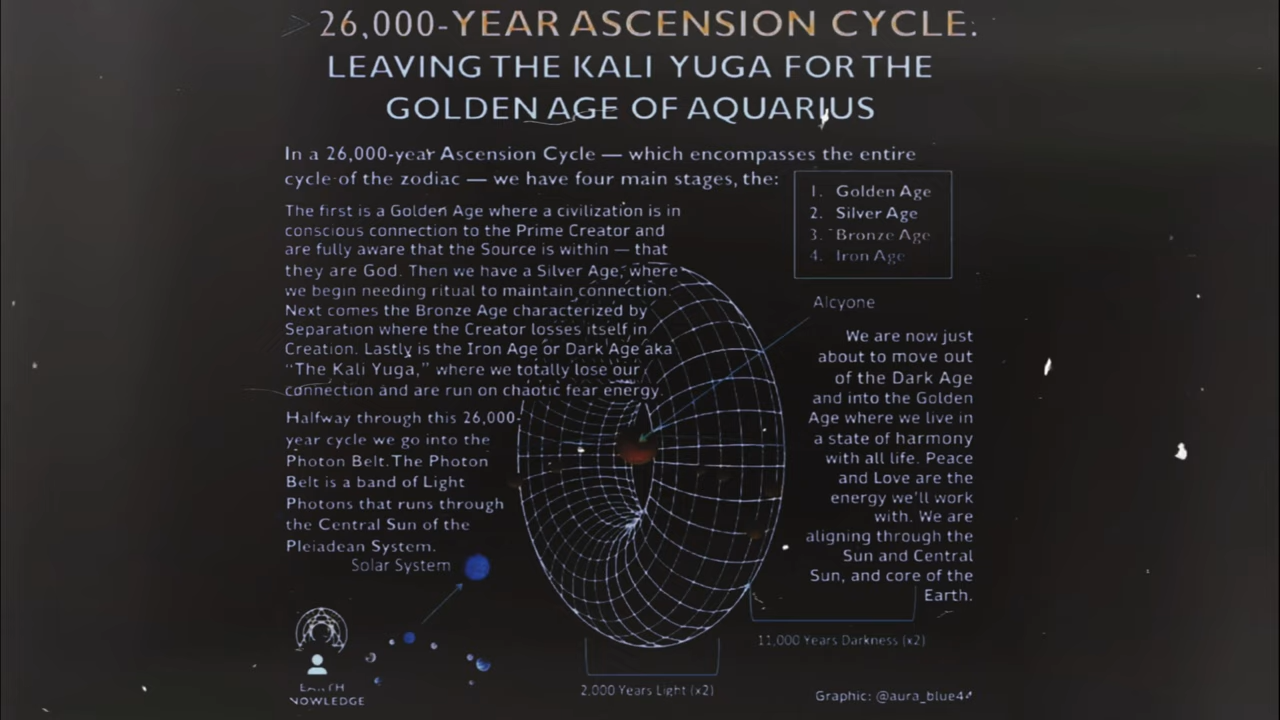 26,000-YEAR ASCENSION CYCLE:
LEAVING THE KALI YUGA FOR THE
GOLDEN AGE OF AQUARIUS
In a 26,000-year Ascension Cycle — which encompasses the entire
cycle of the zodiac — we have four main stages, the:
1. Golden Age
2. Silver Age
3. Bronze Age
4. Iron Age
The first is a Golden Age where a civilization is in
conscious connection to the Prime Creator and
are fully aware that the Source is within — that
they are God. Then we have a Silver Age, where
we begin needing ritual to maintain connection.
Next comes the Bronze Age characterized by
Separation where the Creator losses itself in
Creation. Lastly is the Iron Age or Dark Age aka
"The Kali Yuga," where we totally lose our
connection and are run on chaotic fear energy.
Halfway through this 26,000-
year cycle we go into the
Photon Belt. The Photon
Belt is a band of Light
Photons that runs through
the Central Sun of the
Pleiadean System.
Alcyone
We are now just
about to move out
of the Dark Age
and into the Golden
Age where we live in
a state of harmony
with all life. Peace
and Love are the
energy we'll work
with. We are
aligning through the
Sun and Central
Sun, and core of the
Earth.
Solar System
11,000 Years Darkness (x2)
2,000 Years Light (x2)
EARTH
NOWLEDGE
Graphic: @aura_blue44